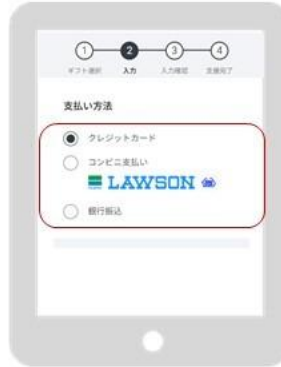 1 2 3 4
ギフト選択 入力 入力確認 支援完了
支払い方法
クレジットカード
コンビニ支払い
LAWSON
銀行振込